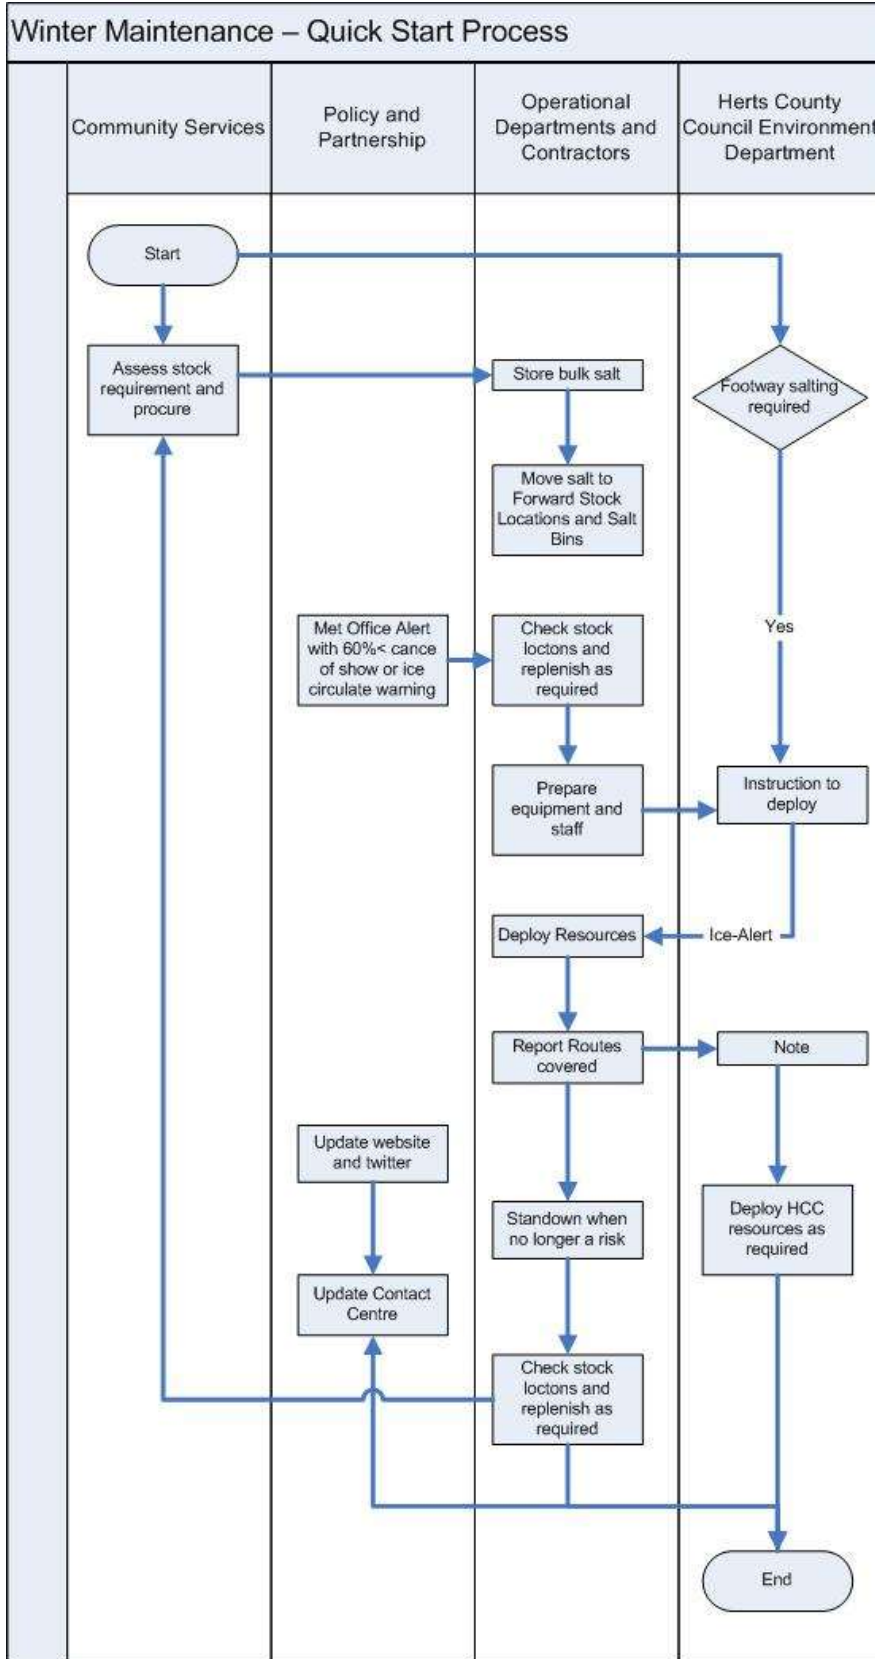 Winter Maintenance – Quick Start Process
Community Services
Policy and
Partnership
Operational
Departments and
Contractors
Herts County
Council Environment
Department
Start
Assess stock
requirement and
procure
Store bulk salt
Footway salting
required
Move salt to
Forward Stock
Locations and Salt
Bins
Met Office Alert
with 60%< cance
of show or ice
circulate warning
Check stock
loctons and
replenish as
required
Yes
Prepare
equipment and
staff
Instruction to
deploy
Deploy Resources
Ice-Alert
Report Routes
covered
Note
Update website
and twitter
Standown when
no longer a risk
Deploy HCC
resources as
required
Update Contact
Centre
Check stock
loctons and
replenish as
required
End